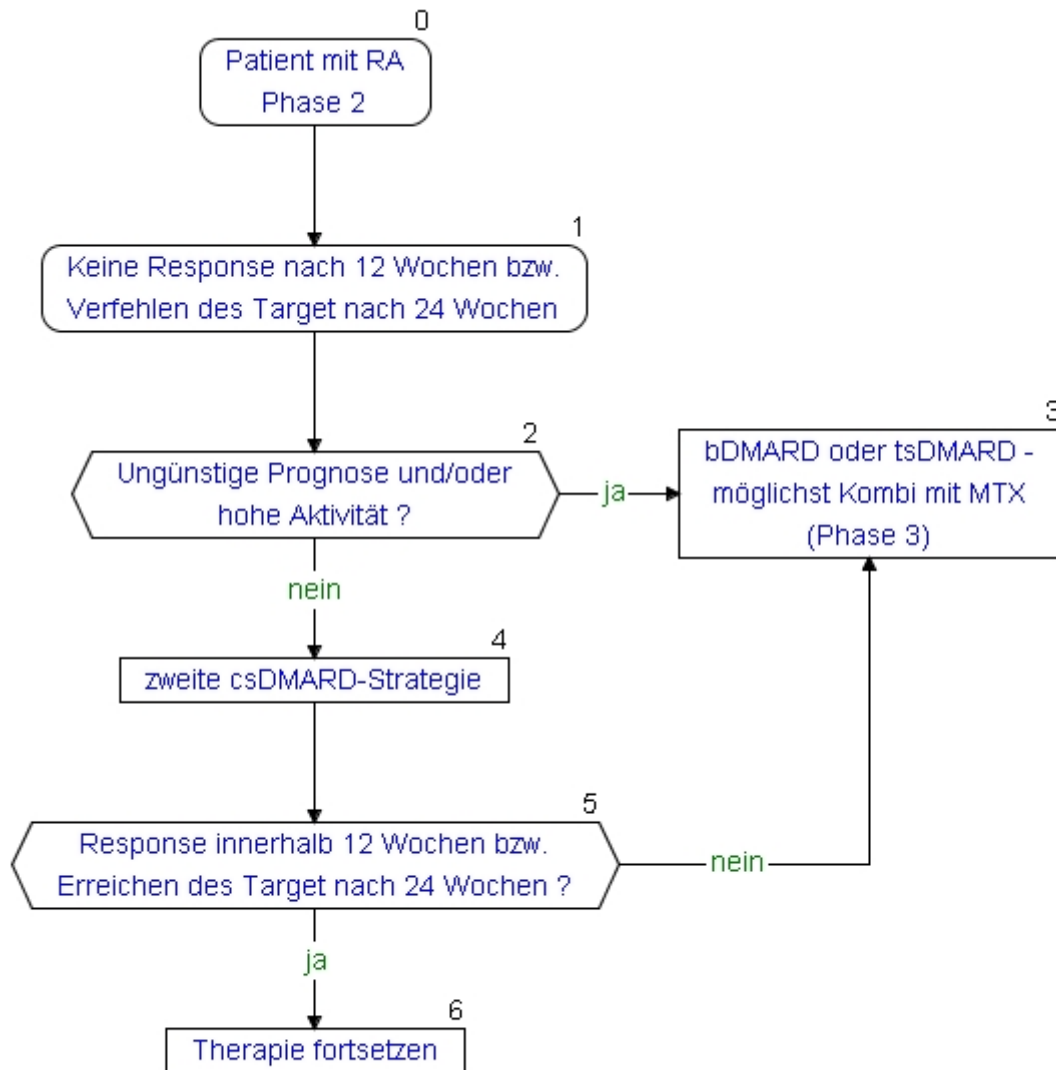 0
Patient mit RA
Phase 2
1
Keine Response nach 12 Wochen bzw.
Verfehlen des Target nach 24 Wochen
2
Ungünstige Prognose und/oder
hohe Aktivität ?
ja
3
bDMARD oder tsDMARD -
möglichst Kombi mit MTX
(Phase 3)
nein
4
zweite csDMARD-Strategie
5
Response innerhalb 12 Wochen bzw.
Erreichen des Target nach 24 Wochen ?
nein
ja
6
Therapie fortsetzen